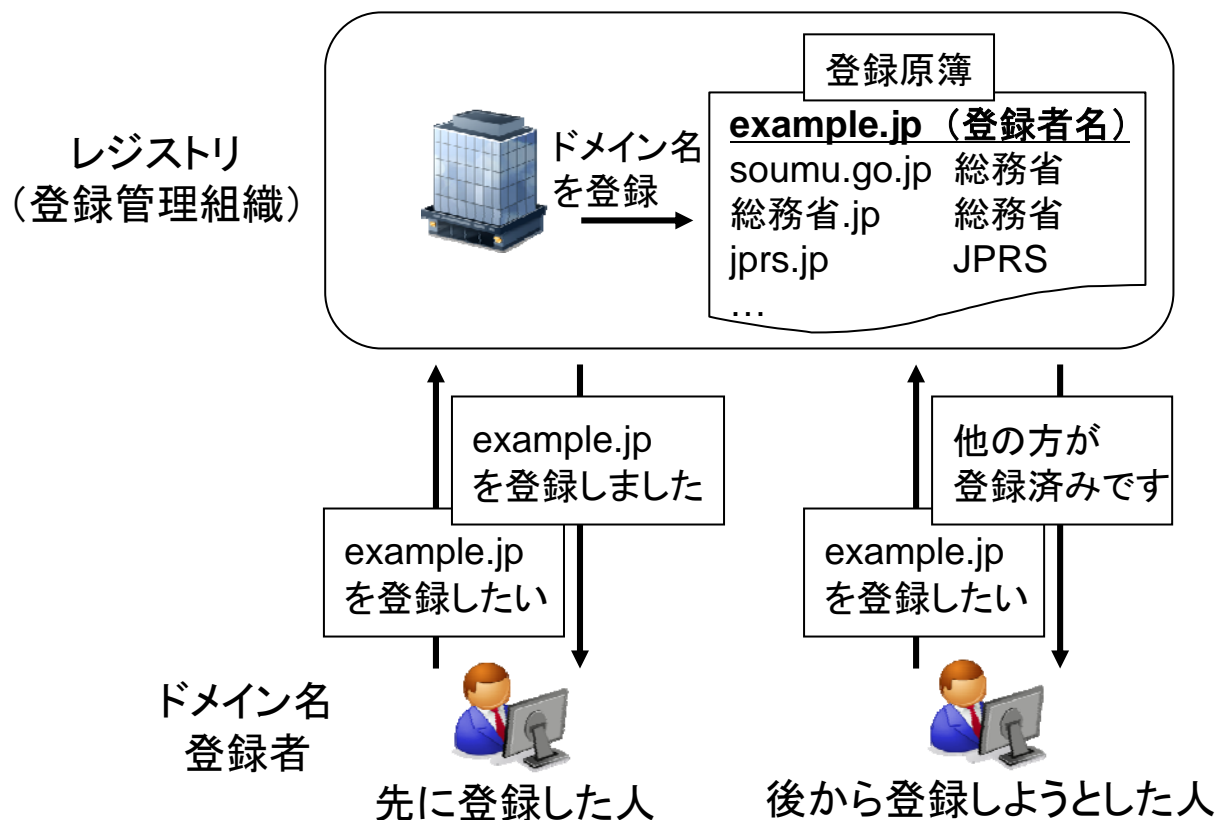 登録原簿
レジストリ
（登録管理組織）
ドメイン名
を登録
example.jp （登録者名）
soumu.go.jp 総務省
総務省.jp 総務省
jprs.jp JPRS
…
example.jp
を登録しました
example.jp
を登録したい
他の方が
登録済みです
example.jp
を登録したい
ドメイン名
登録者
先に登録した人
後から登録しようとした人